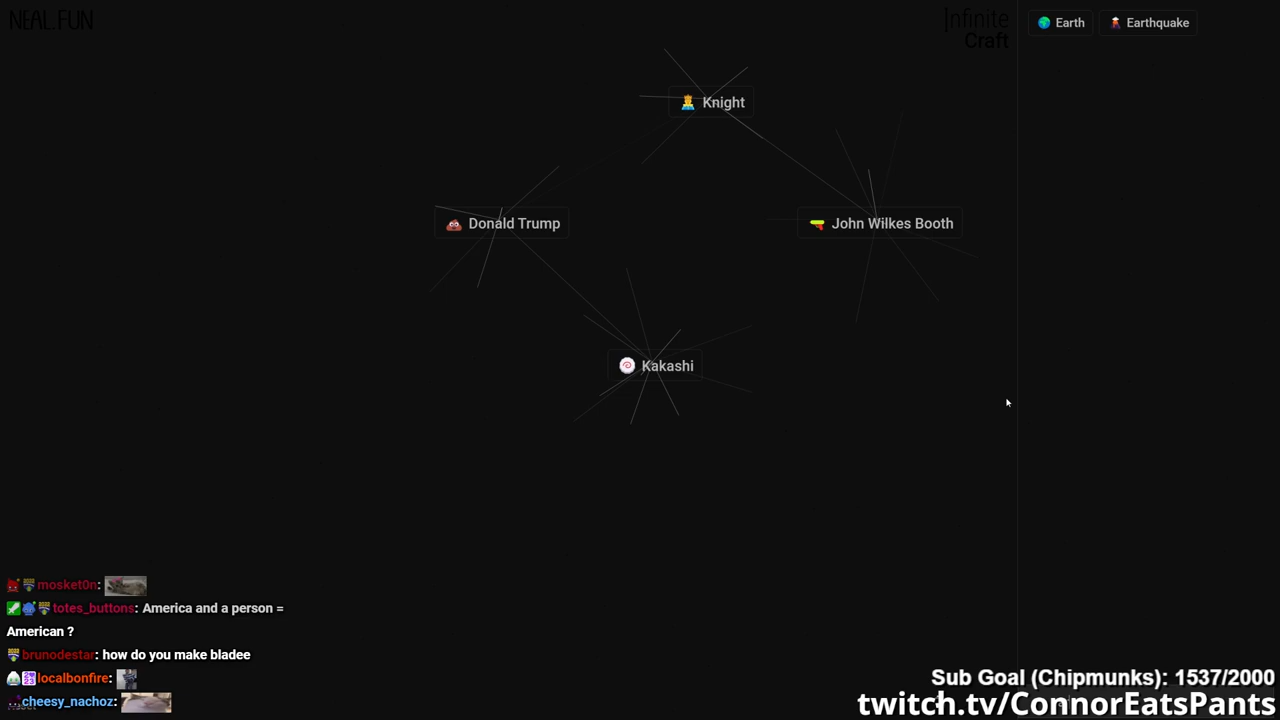 NEAL.FUN
Infinite
Craft
Earth
Earthquake
Knight
Donald Trump
John Wilkes Booth
Kakashi
mosket0n:
totes_buttons: America and a person =
American ?
brunodestar: how do you make bladee
localbonfire:
cheesy_nachoz:
Sub Goal (Chipmunks): 1537/2000
twitch.tv/ConnorEatsPants